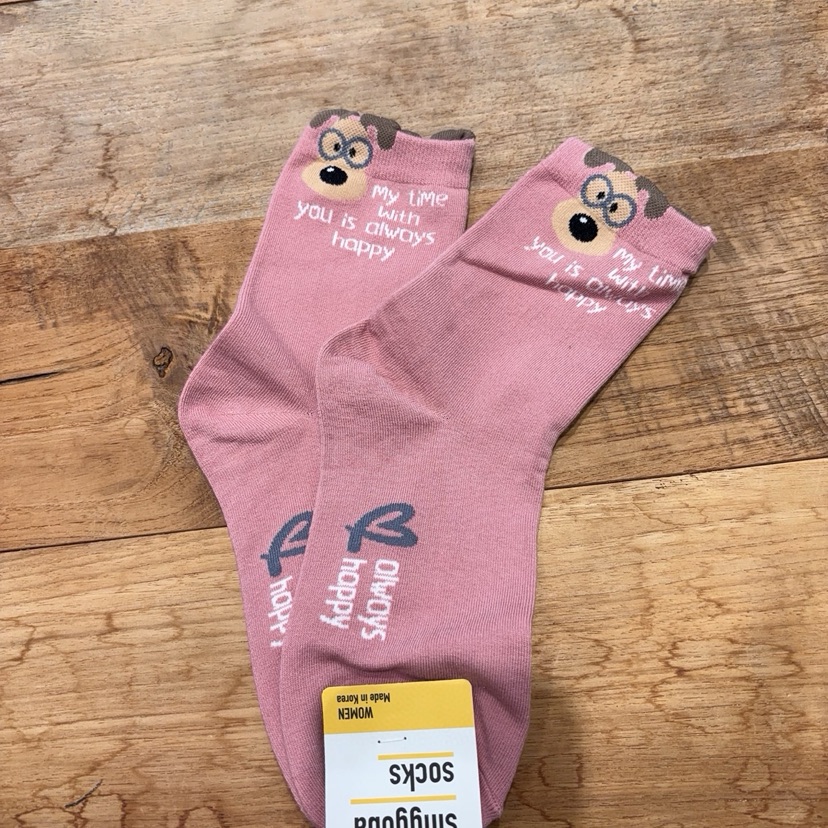 My time
with
you is always
happy
My time
with
you is always
happy
always
happy
happy
WOMEN
Made in Korea
socks